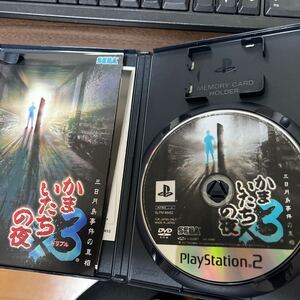 SEGA
三日月島事件の真相
かま
いたち
の夜
×3
トリプル
MEMORY CARD
HOLDER
三日月島事件の真相
かま
いたち
の夜
×3
SEGA
DVD
PlayStation 2